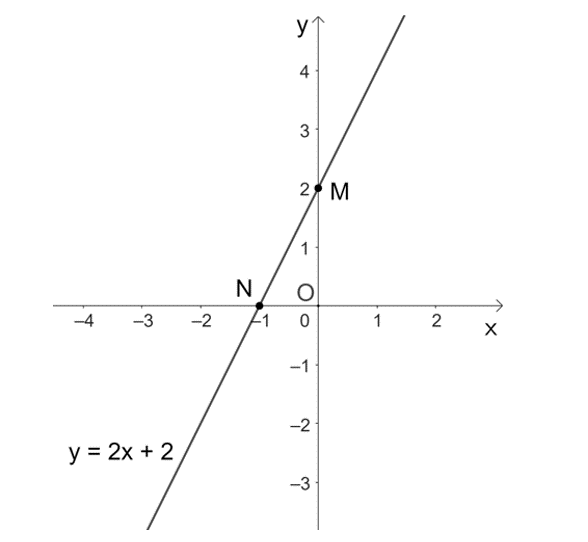 y
4
3
2 M
1
N O
–4 –3 –2 –1 0 1 2
x
–1
–2
y = 2x + 2
–3